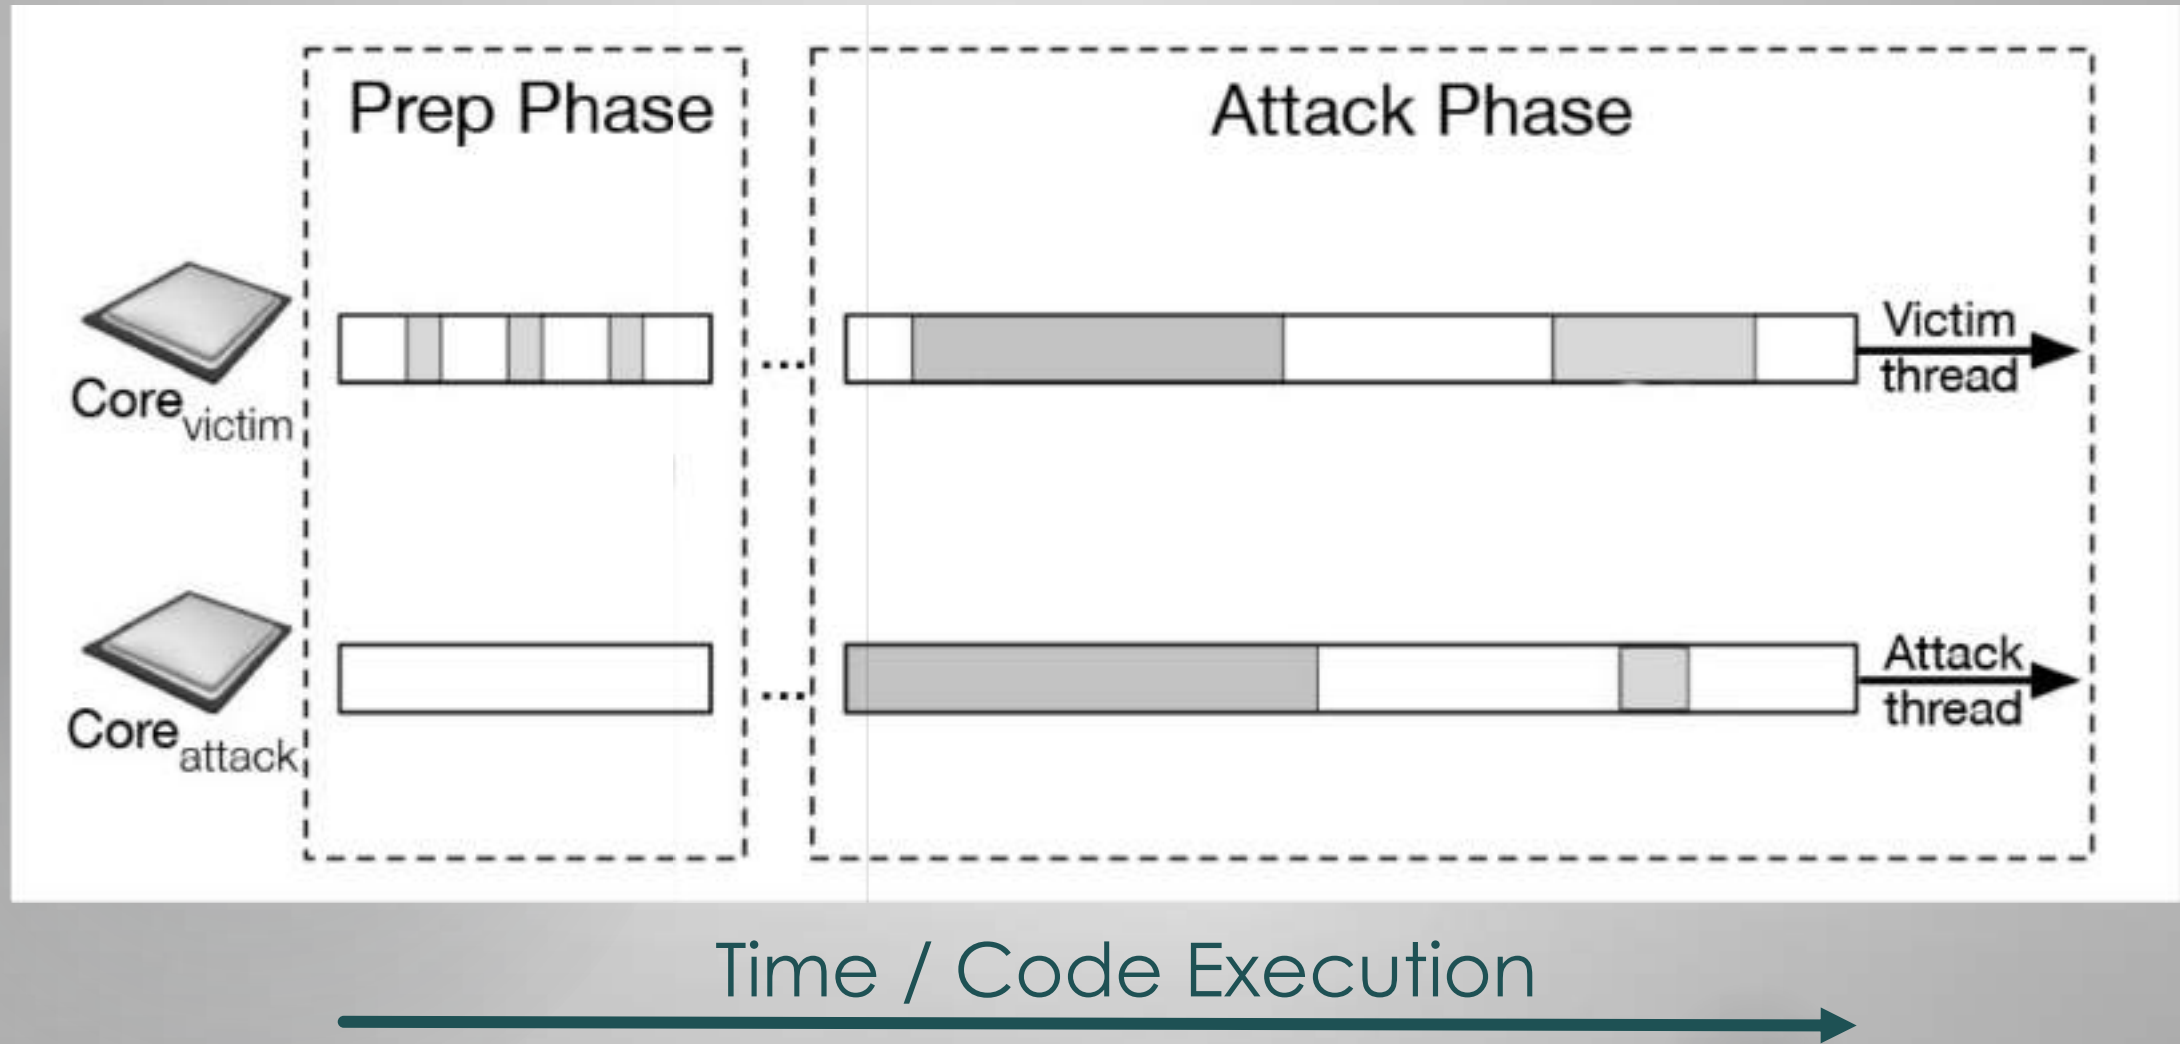 Prep Phase
Attack Phase
Core victim
...
Victim
thread
Core attack
...
Attack
thread
Time / Code Execution